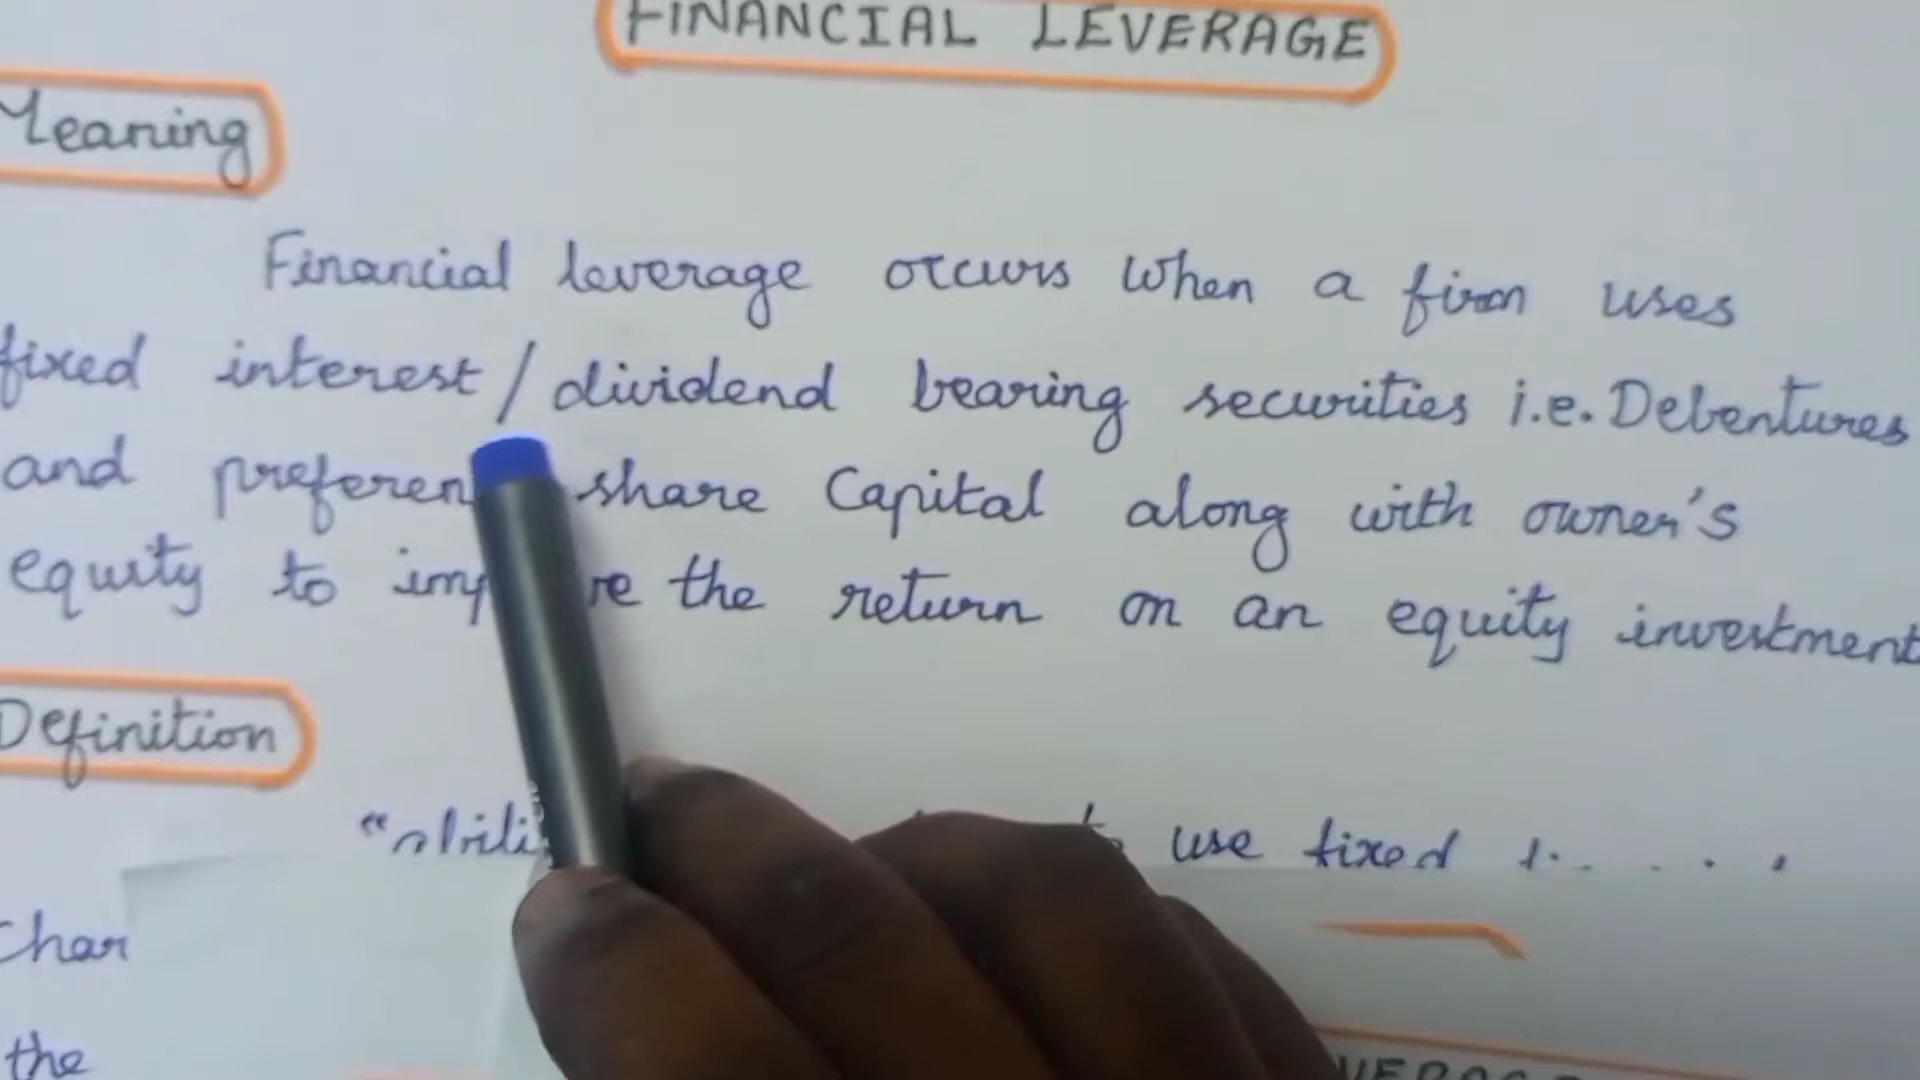 FINANCIAL LEVERAGE
Meaning
Financial leverage occurs when a firm uses
fixed interest / dividend bearing securities i.e. Debentures
and share Capital along with owner's
equity to the return on an equity investment
Definition
use fixed
the